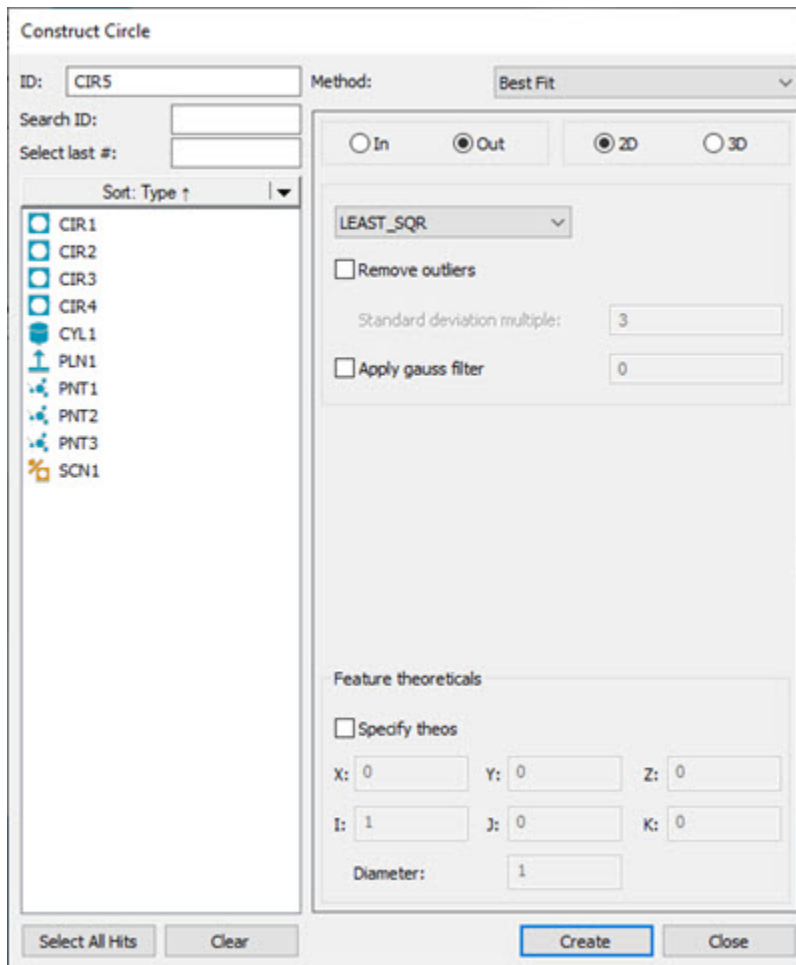 Construct Circle
ID: CIR5
Method: Best Fit
Search ID:
Select last #:
In Out 2D 3D
Sort: Type ↑
CIR1
CIR2
CIR3
CIR4
CYL1
PLN1
PNT1
PNT2
PNT3
SCN1
LEAST_SQR
Remove outliers
Standard deviation multiple: 3
Apply gauss filter 0
Feature theoreticals
Specify theos
X: 0 Y: 0 Z: 0
I: 1 J: 0 K: 0
Diameter: 1
Select All Hits Clear Create Close